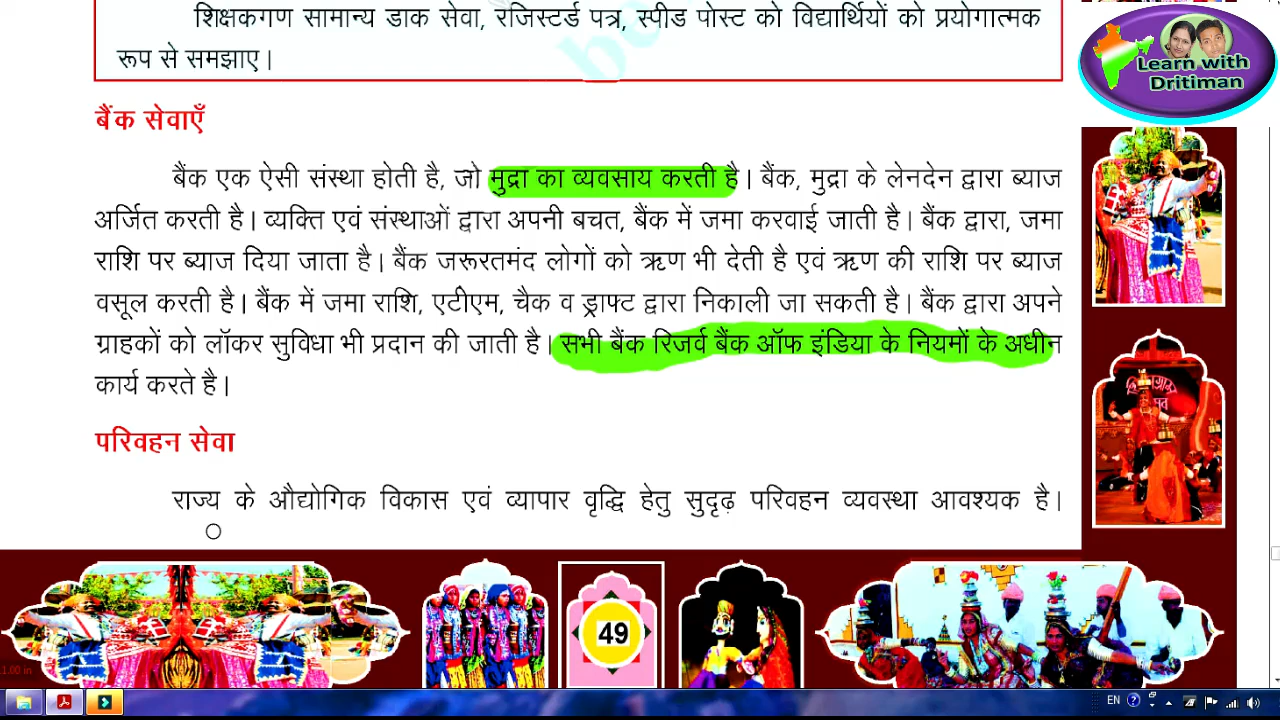 शिक्षकगण सामान्य डाक सेवा, रजिस्टर्ड पत्र, स्पीड पोस्ट को विद्यार्थियों को प्रयोगात्मक
रूप से समझाए।
Learn with
Dritiman
बैंक सेवाएँ
बैंक एक ऐसी संस्था होती है, जो मुद्रा का व्यवसाय करती है। बैंक, मुद्रा के लेनदेन द्वारा ब्याज
अर्जित करती है। व्यक्ति एवं संस्थाओं द्वारा अपनी बचत, बैंक में जमा करवाई जाती है। बैंक द्वारा, जमा
राशि पर ब्याज दिया जाता है। बैंक जरूरतमंद लोगों को ऋण भी देती है एवं ऋण की राशि पर ब्याज
वसूल करती है। बैंक में जमा राशि, एटीएम, चैक व ड्राफ्ट द्वारा निकाली जा सकती है। बैंक द्वारा अपने
ग्राहकों को लॉकर सुविधा भी प्रदान की जाती है। सभी बैंक रिजर्व बैंक ऑफ इंडिया के नियमों के अधीन
कार्य करते है।
परिवहन सेवा
राज्य के औद्योगिक विकास एवं व्यापार वृद्धि हेतु सुदृढ़ परिवहन व्यवस्था आवश्यक है।
49
EN